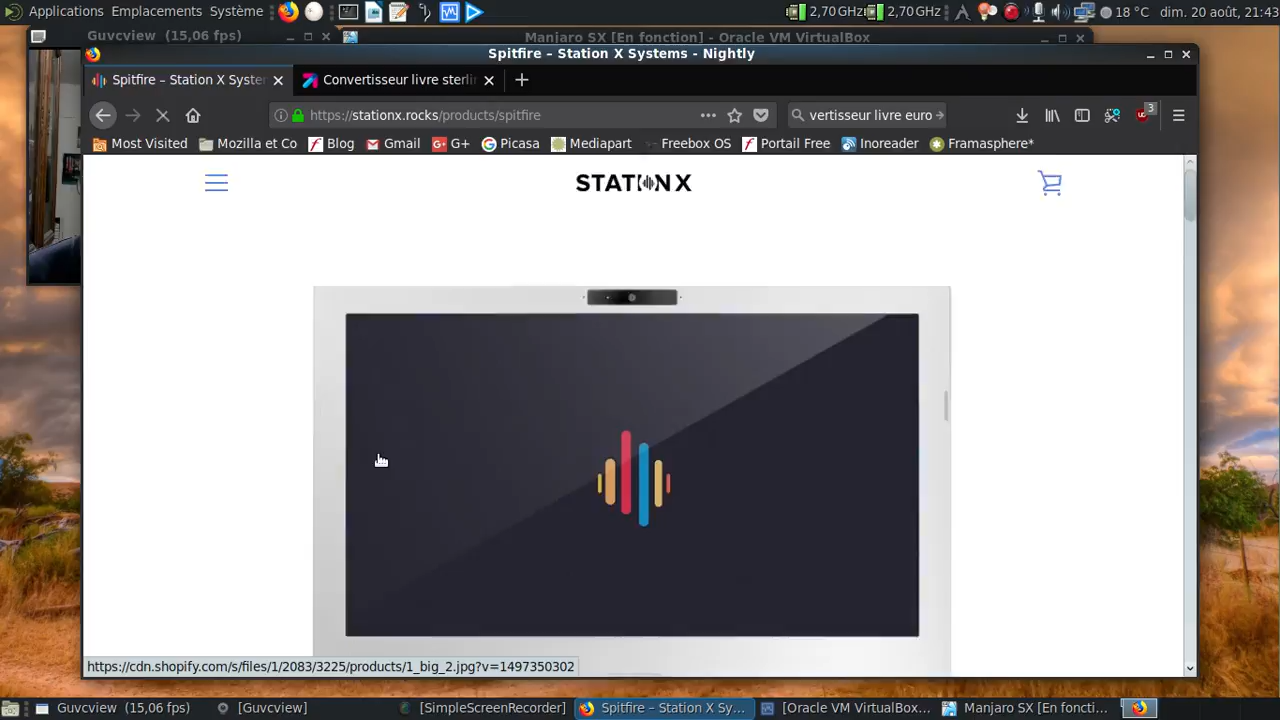 Applications Emplacements Système
2,70 GHz 2,70 GHz 18 °C dim. 20 août, 21:43
Guvcview (15,06 fps)
Manjaro SX [En fonction] - Oracle VM VirtualBox
Spitfire – Station X Systems - Nightly
Spitfire – Station X Syster
Convertisseur livre sterlin
https://stationx.rocks/products/spitfire
vertisseur livre euro
3
Most Visited Mozilla et Co Blog Gmail G+ Picasa Mediapart Freebox OS Portail Free Inoreader Framasphere*
STATION X
https://cdn.shopify.com/s/files/1/2083/3225/products/1_big_2.jpg?v=1497350302
Guvcview (15,06 fps) [Guvcview] [SimpleScreenRecorder] Spitfire – Station X Sy... [Oracle VM VirtualBox... Manjaro SX [En foncti...